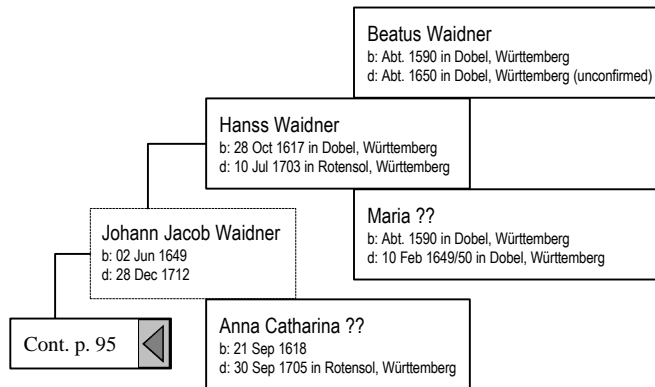 Beatus Waidner
b: Abt. 1590 in Dobel, Württemberg
d: Abt. 1650 in Dobel, Württemberg (unconfirmed)
Hanss Waidner
b: 28 Oct 1617 in Dobel, Württemberg
d: 10 Jul 1703 in Rotensol, Württemberg
Maria ??
b: Abt. 1590 in Dobel, Württemberg
d: 10 Feb 1649/50 in Dobel, Württemberg
Johann Jacob Waidner
b: 02 Jun 1649
d: 28 Dec 1712
Anna Catharina ??
b: 21 Sep 1618
d: 30 Sep 1705 in Rotensol, Württemberg
Cont. p. 95